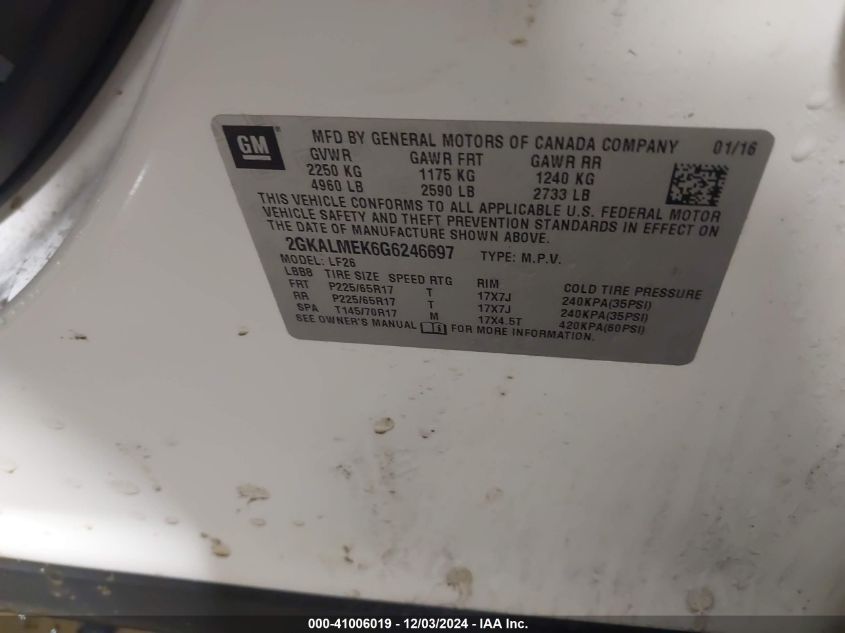 GM
MFD BY GENERAL MOTORS OF CANADA COMPANY 01/16
GVWR GAWR FRT GAWR RR
2250 KG 1175 KG 1240 KG
4960 LB 2590 LB 2733 LB
THIS VEHICLE CONFORMS TO ALL APPLICABLE U.S. FEDERAL MOTOR
VEHICLE SAFETY AND THEFT PREVENTION STANDARDS IN EFFECT ON
THE DATE OF MANUFACTURE SHOWN ABOVE.
2GKALMEK6G6246697 TYPE: M.P.V.
MODEL: LF26
LBB8 TIRE SIZE SPEED RTG RIM COLD TIRE PRESSURE
FRT P225/65R17 T 17X7J 240KPA(35PSI)
RR P225/65R17 T 17X7J 240KPA(35PSI)
SPA T145/70R17 M 17X4.5T 420KPA(60PSI)
SEE OWNER'S MANUAL FOR MORE INFORMATION.
000-41006019 - 12/03/2024 - IAA Inc.